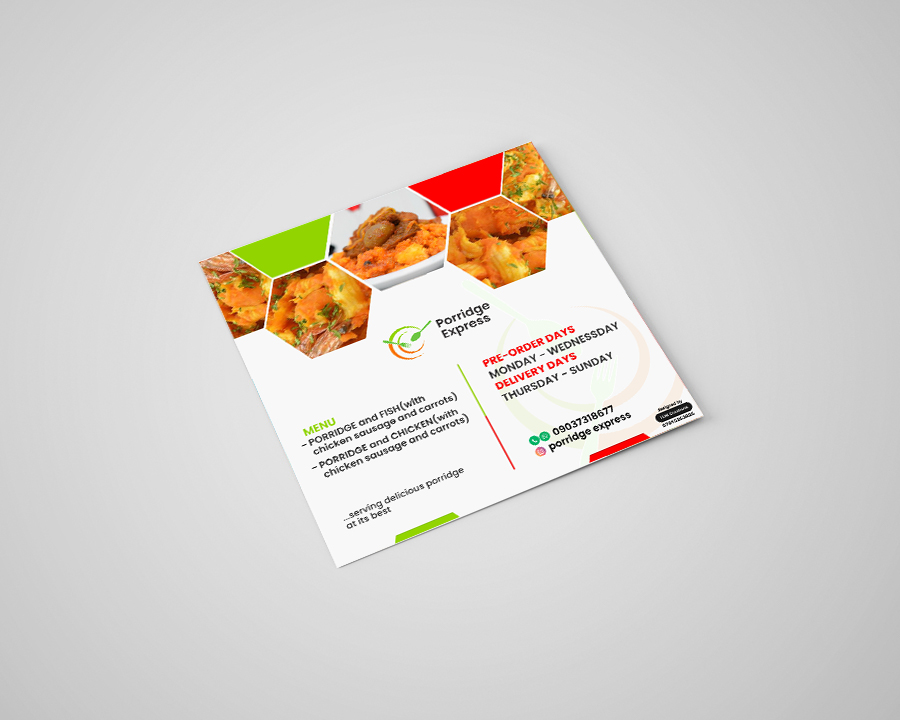 Porridge
Express
PRE-ORDER DAYS
MONDAY - WEDNESSDAY
DELIVERY DAYS
THURSDAY - SUNDAY
MENU
- PORRIDGE and FISH(with
chicken sausage and carrots)
- PORRIDGE and CHICKEN(with
chicken sausage and carrots)
09037318677
porridge express
...serving delicious porridge
at its best
designed by